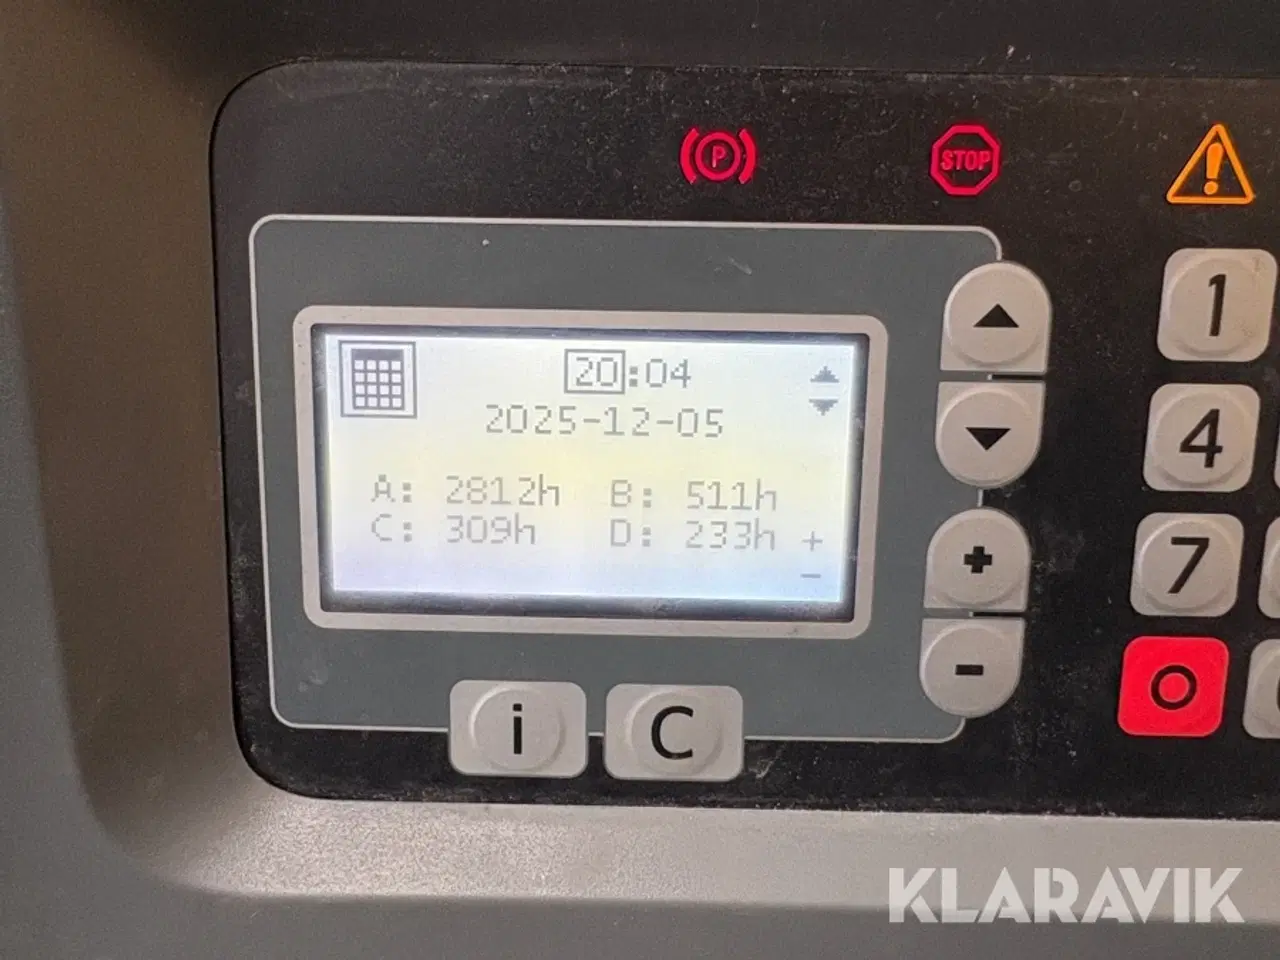 P
STOP
20:04
2025-12-05
A: 2812h B: 511h
C: 309h D: 233h
+
-
+
-
1
4
7
i
C
KLARAVIK